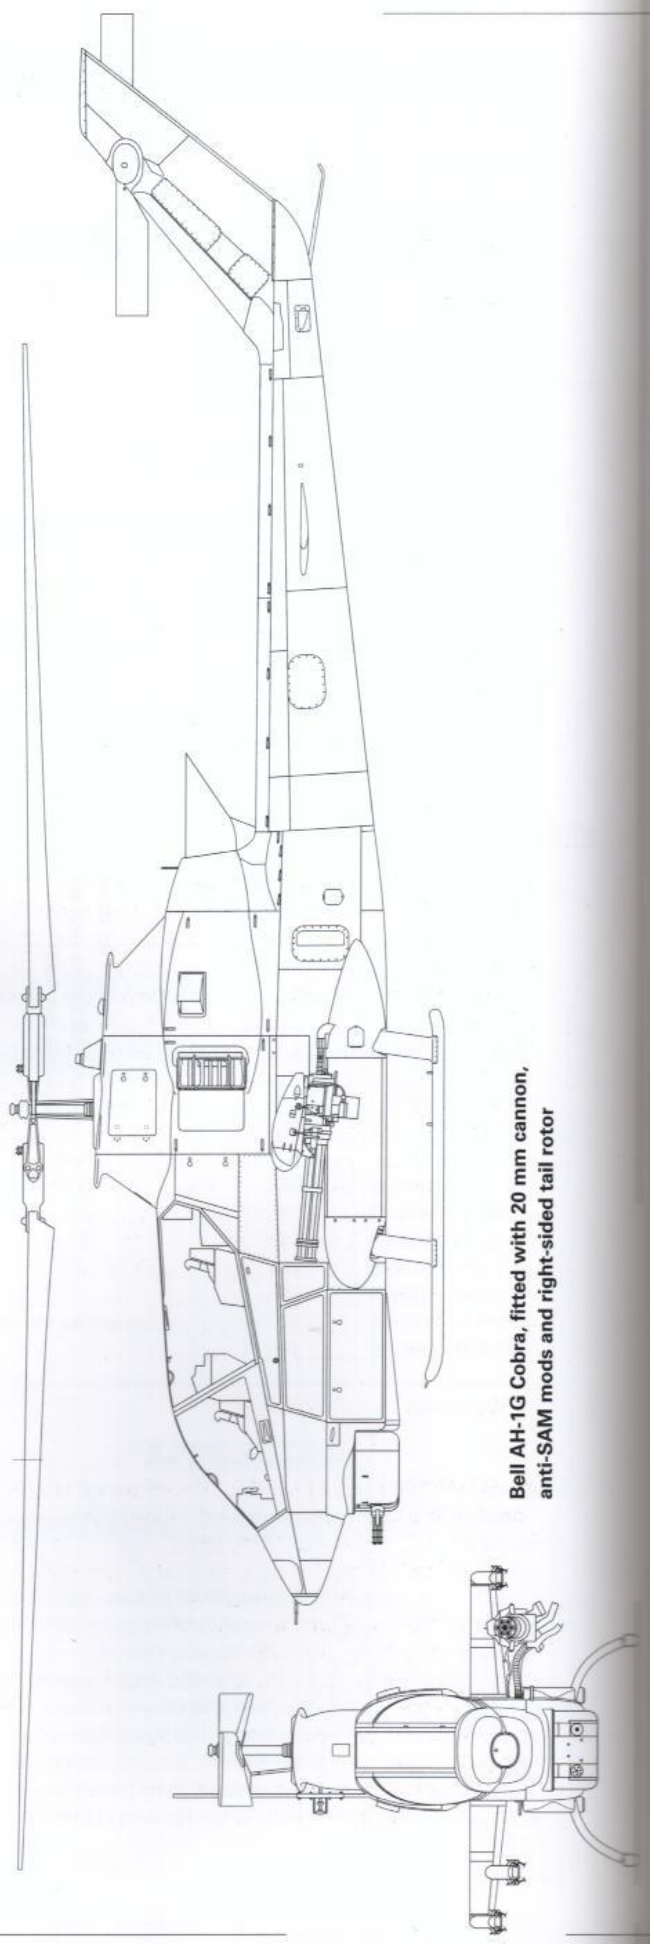 Bell AH-1G Cobra, fitted with 20 mm cannon,
anti-SAM mods and right-sided tail rotor